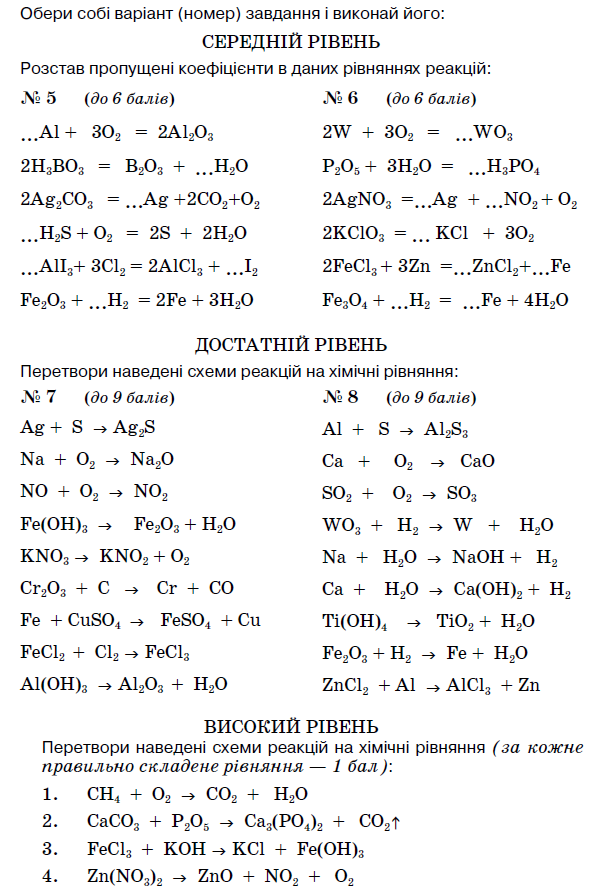 Обери собі варіант (номер) завдання і виконай його:
СЕРЕДНІЙ РІВЕНЬ
Розстав пропущені коефіцієнти в даних рівняннях реакцій:
№ 5 (до 6 балів)
...Al + 3O₂ = 2Al₂O₃
2H₃BO₃ = B₂O₃ + ...H₂O
2Ag₂CO₃ = ...Ag +2CO₂+O₂
...H₂S + O₂ = 2S + 2H₂O
...AlI₃+ 3Cl₂ = 2AlCl₃ + ...I₂
Fe₂O₃ + ...H₂ = 2Fe + 3H₂O
№ 6 (до 6 балів)
2W + 3O₂ = ...WO₃
P₂O₅ + 3H₂O = ...H₃PO₄
2AgNO₃ =...Ag + ...NO₂ + O₂
2KClO₃ = ... KCl + 3O₂
2FeCl₃ + 3Zn =...ZnCl₂+...Fe
Fe₃O₄ + ...H₂ = ...Fe + 4H₂O
ДОСТАТНІЙ РІВЕНЬ
Перетвори наведені схеми реакцій на хімічні рівняння:
№ 7 (до 9 балів)
Ag + S → Ag₂S
Na + O₂ → Na₂O
NO + O₂ → NO₂
Fe(OH)₃ → Fe₂O₃ + H₂O
KNO₃ → KNO₂ + O₂
Cr₂O₃ + C → Cr + CO
Fe + CuSO₄ → FeSO₄ + Cu
FeCl₂ + Cl₂ → FeCl₃
Al(OH)₃ → Al₂O₃ + H₂O
№ 8 (до 9 балів)
Al + S → Al₂S₃
Ca + O₂ → CaO
SO₂ + O₂ → SO₃
WO₃ + H₂ → W + H₂O
Na + H₂O → NaOH + H₂
Ca + H₂O → Ca(OH)₂ + H₂
Ti(OH)₄ → TiO₂ + H₂O
Fe₂O₃ + H₂ → Fe + H₂O
ZnCl₂ + Al → AlCl₃ + Zn
ВИСОКИЙ РІВЕНЬ
Перетвори наведені схеми реакцій на хімічні рівняння (за кожне
правильно складене рівняння — 1 бал):
1. CH₄ + O₂ → CO₂ + H₂O
2. CaCO₃ + P₂O₅ → Ca₃(PO₄)₂ + CO₂↑
3. FeCl₃ + KOH → KCl + Fe(OH)₃
4. Zn(NO₃)₂ → ZnO + NO₂ + O₂